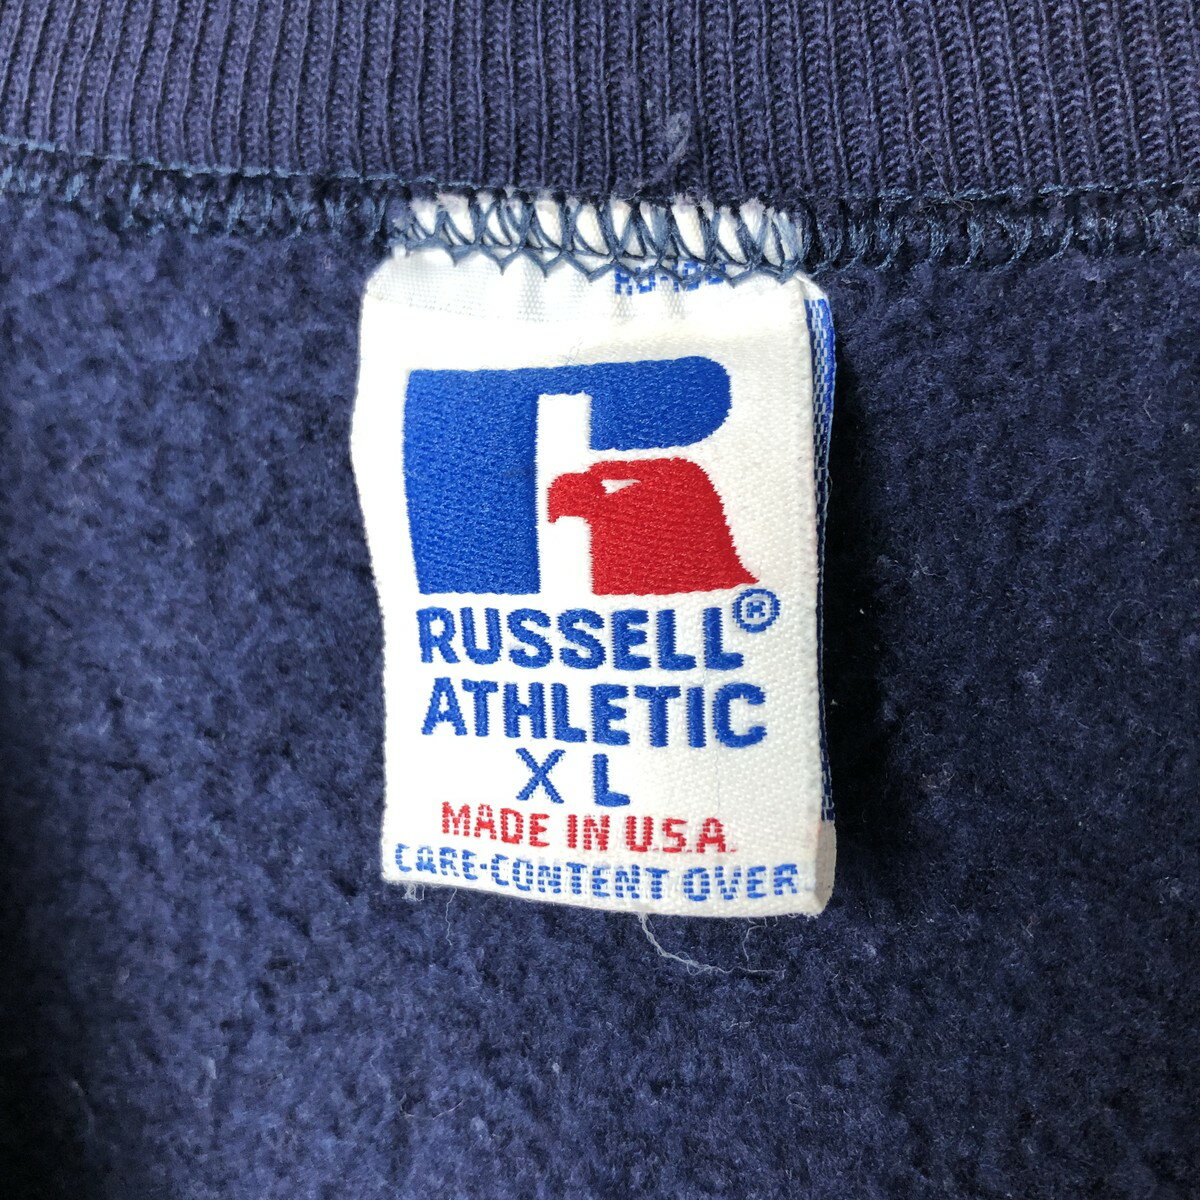 RUSSELL®
ATHLETIC
XL
MADE IN U.S.A.
CARE-CONTENT OVER